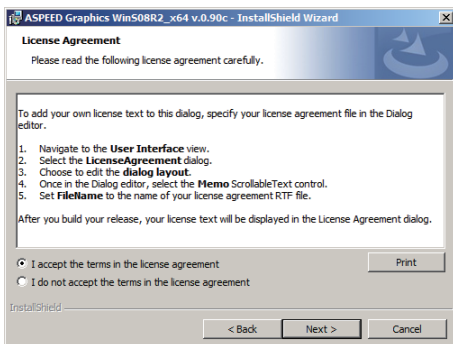 ASPEED Graphics WinS08R2_x64 v.0.90c - InstallShield Wizard
License Agreement
Please read the following license agreement carefully.
To add your own license text to this dialog, specify your license agreement file in the Dialog
editor.
1. Navigate to the User Interface view.
2. Select the LicenseAgreement dialog.
3. Choose to edit the dialog layout.
4. Once in the Dialog editor, select the Memo ScrollableText control.
5. Set FileName to the name of your license agreement RTF file.
After you build your release, your license text will be displayed in the License Agreement dialog.
I accept the terms in the license agreement
Print
I do not accept the terms in the license agreement
InstallShield
< Back Next > Cancel